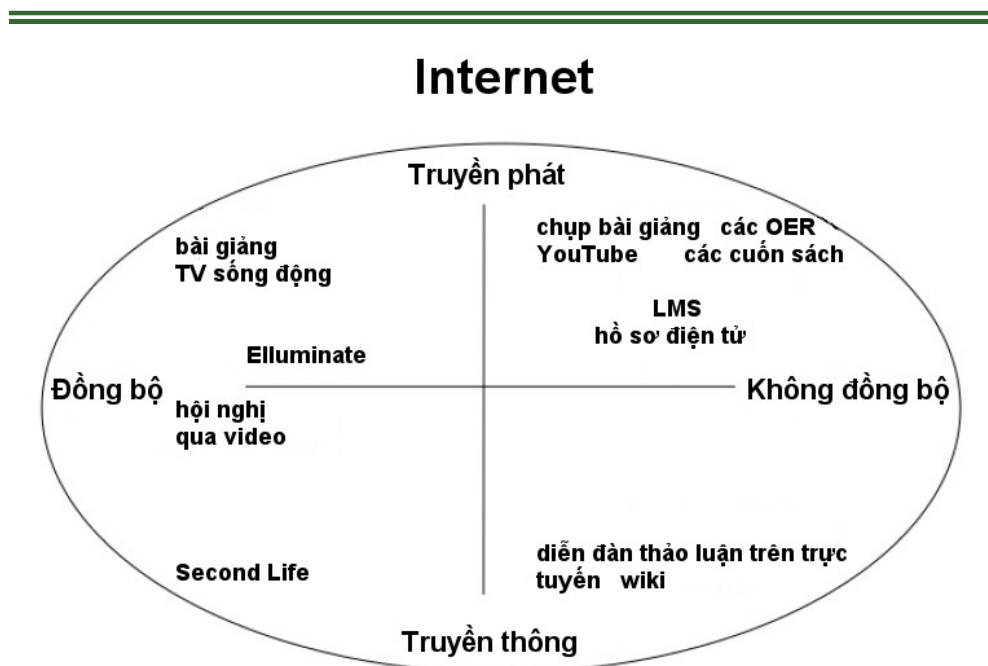 Internet
Truyền phát
bài giảng
TV sống động
chụp bài giảng các OER
YouTube các cuốn sách
LMS
hồ sơ điện tử
Elluminate
Đồng bộ
Không đồng bộ
hội nghị
qua video
Second Life
diễn đàn thảo luận trên trực
tuyến wiki
Truyền thông